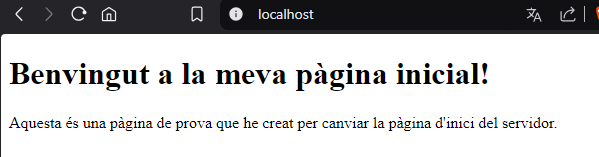 localhost
Benvingut a la meva pàgina inicial!
Aquesta és una pàgina de prova que he creat per canviar la pàgina d'inici del servidor.